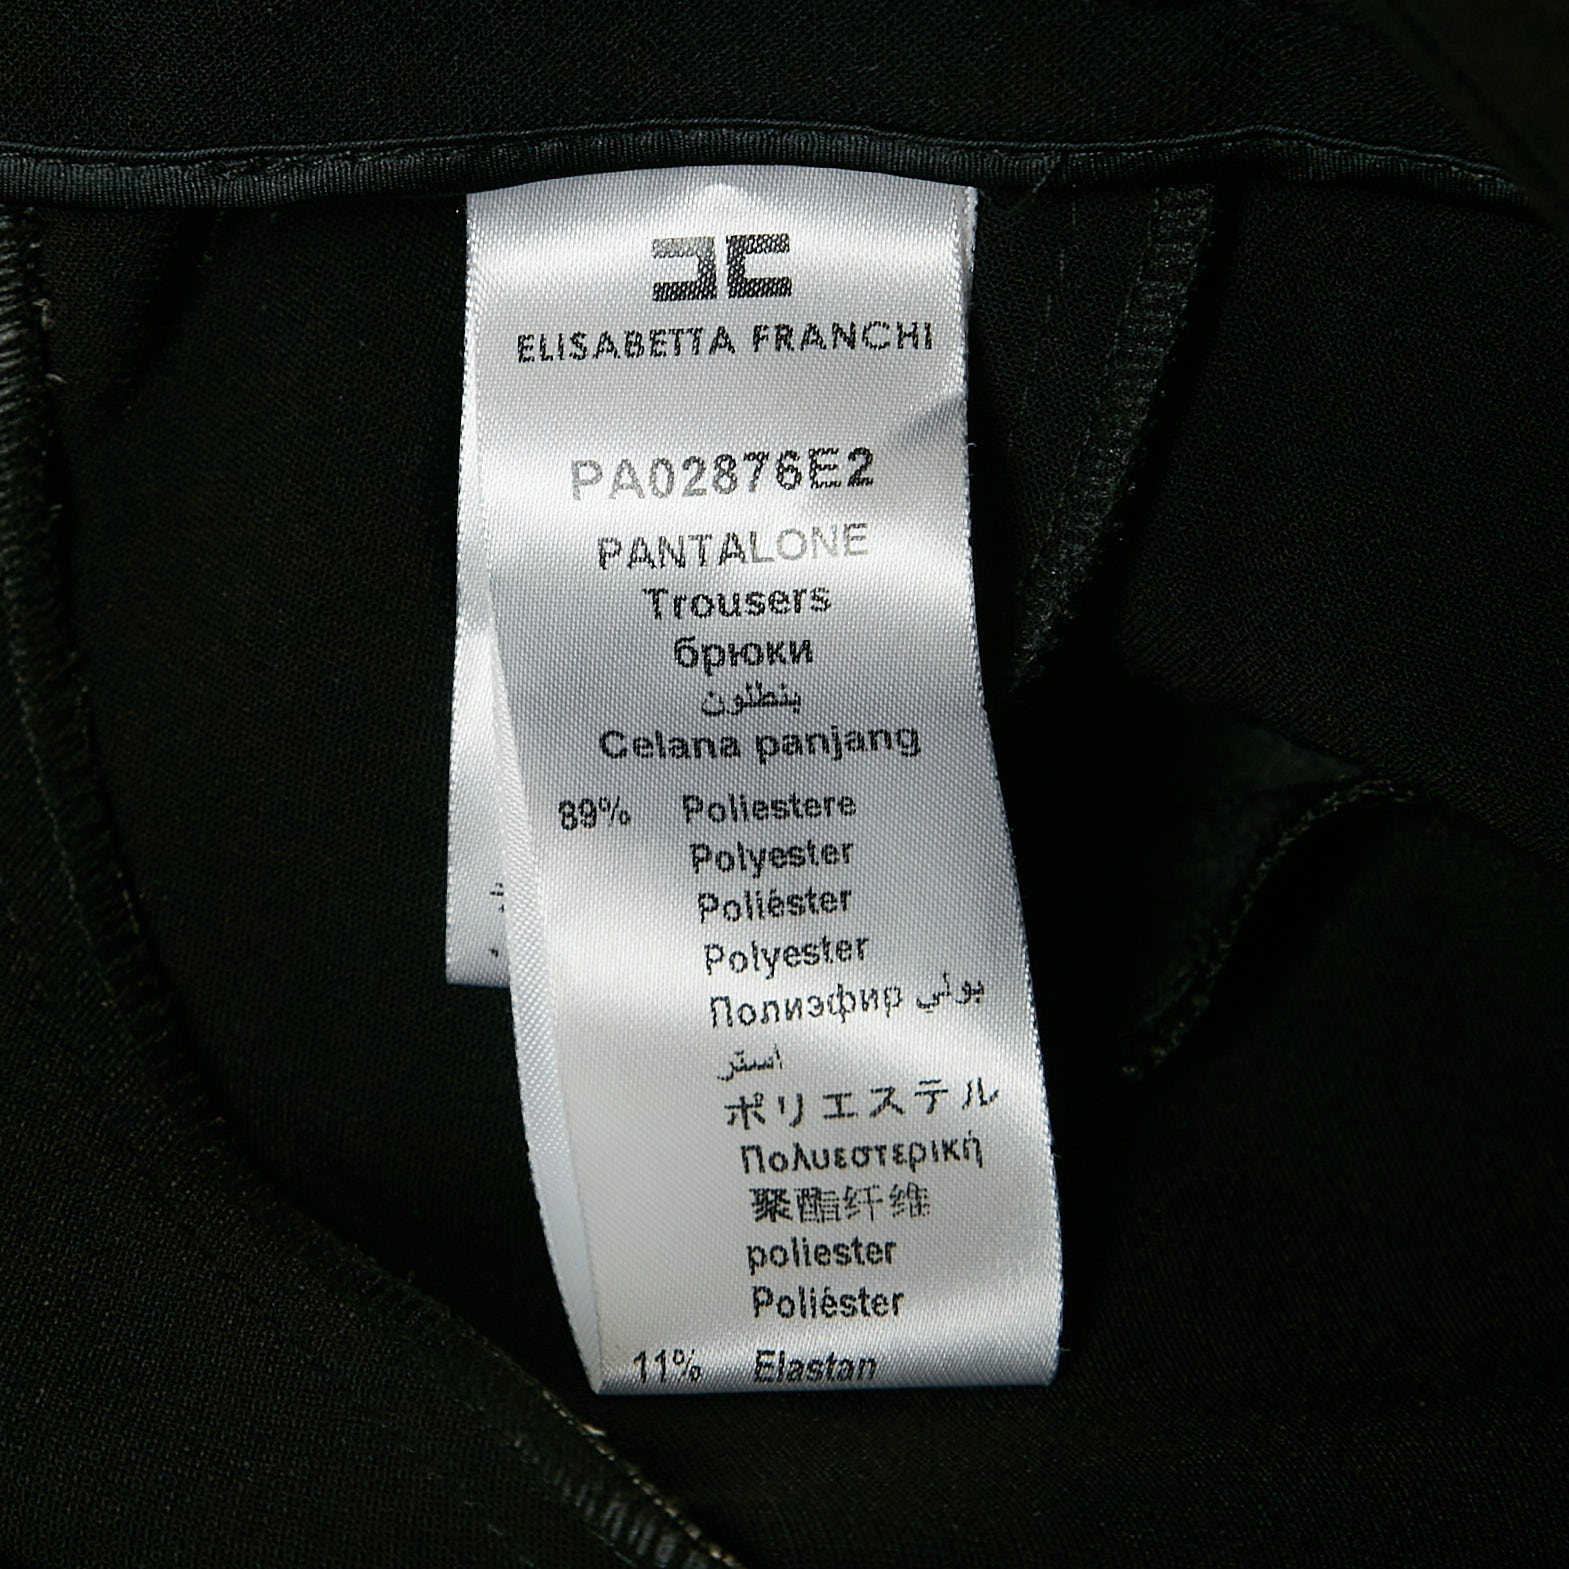 ELISABETTA FRANCHI
PA02876E2
PANTALONE
Trousers
брюки
بنطلون
Celana panjang
89% Poliestere
Polyester
Poliéster
Polyester
Полиэфир بولي
استر
ポリエステル
Πολυεστερική
聚酯纤维
poliester
Poliéster
11% Elastan